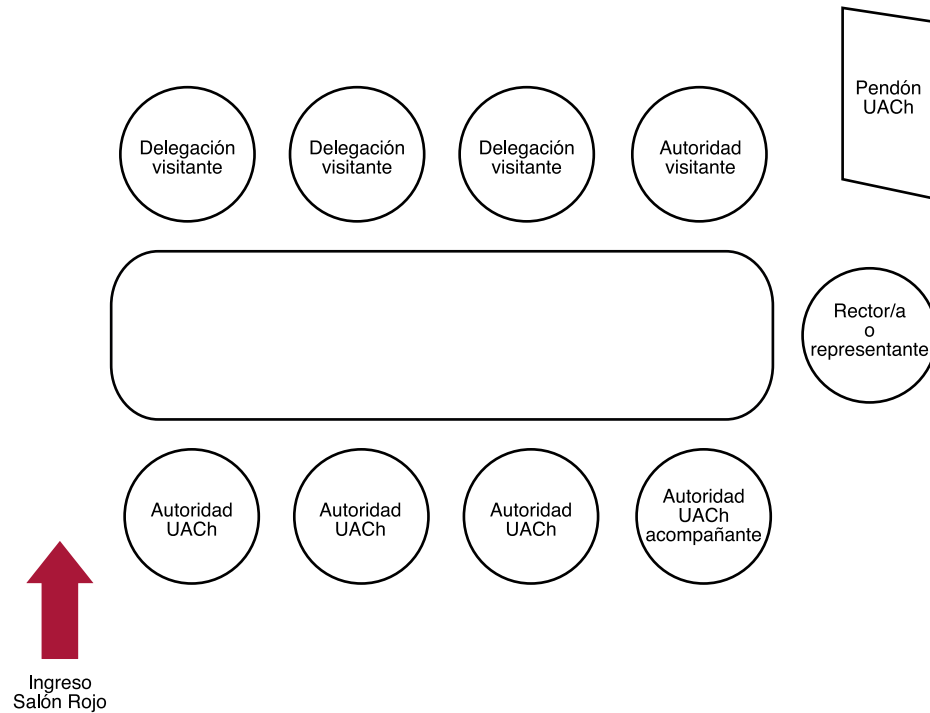 Pendón
UACh
Delegación
visitante
Delegación
visitante
Delegación
visitante
Autoridad
visitante
Rector/a
o
representante
Autoridad
UACh
Autoridad
UACh
Autoridad
UACh
Autoridad
UACh
acompañante
Ingreso
Salón Rojo